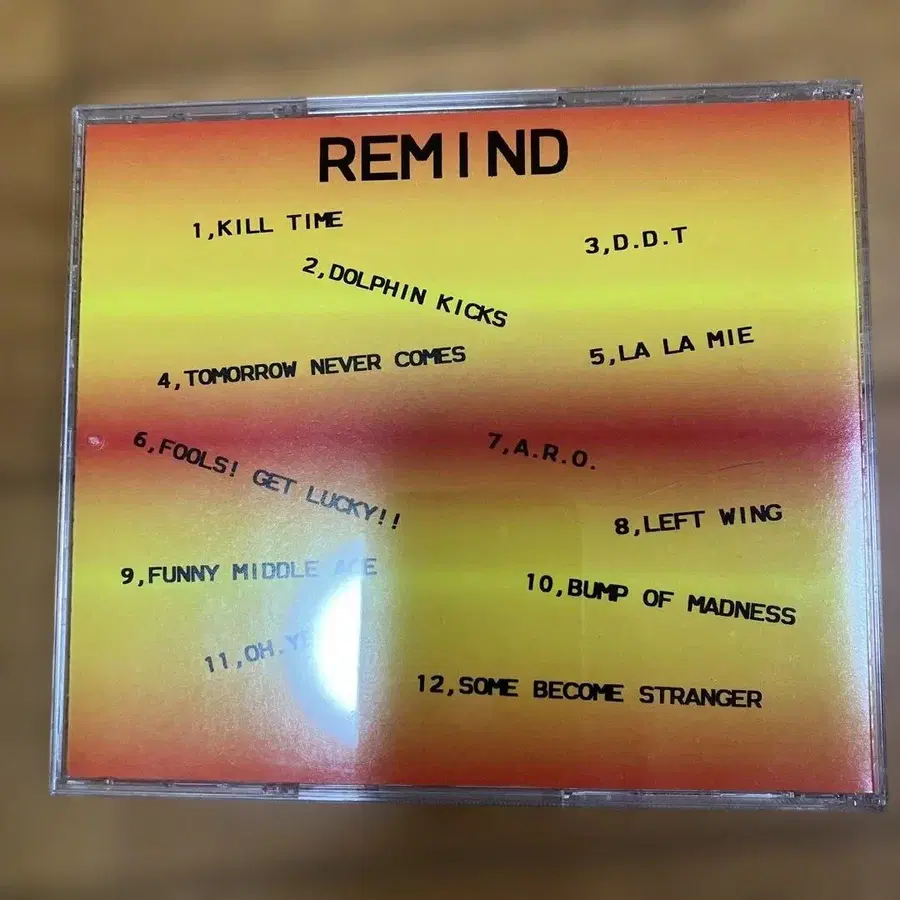 REMIND
1,KILL TIME
2,DOLPHIN KICKS
3,D.D.T
4,TOMORROW NEVER COMES
5,LA LA MIE
6,FOOLS! GET LUCKY!!
7,A.R.O.
8,LEFT WING
9,FUNNY MIDDLE AGE
10,BUMP OF MADNESS
11,OH.
12,SOME BECOME STRANGER